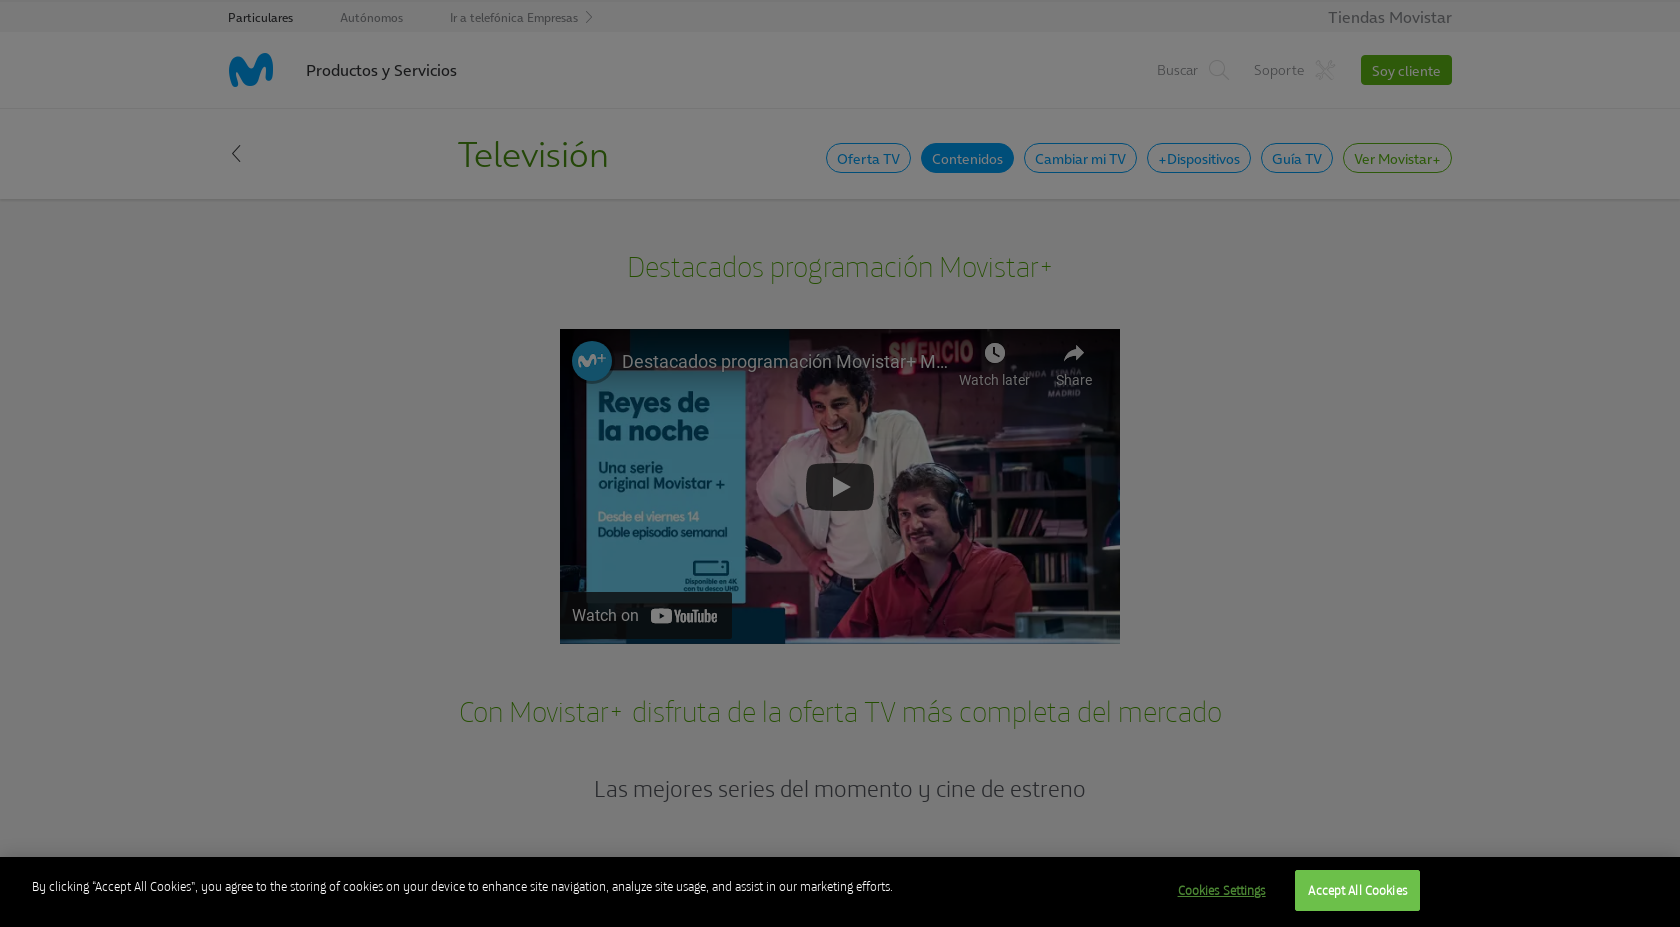 Particulares
Autónomos
Ir a telefónica Empresas
Tiendas Movistar
Productos y Servicios
Buscar
Soporte
Soy cliente
Televisión
Oferta TV
Contenidos
Cambiar mi TV
+Dispositivos
Guía TV
Ver Movistar+
Destacados programación Movistar+
Destacados programación Movistar+ M...
Watch later
Share
SILENCIO
ONDA ESPAÑA
MADRID
Reyes de
la noche
Una serie
original Movistar +
Desde el viernes 14
Doble episodio semanal
Disponible en 4K
con tu desco UHD
Watch on YouTube
Con Movistar+ disfruta de la oferta TV más completa del mercado
Las mejores series del momento y cine de estreno
By clicking “Accept All Cookies”, you agree to the storing of cookies on your device to enhance site navigation, analyze site usage, and assist in our marketing efforts.
Cookies Settings
Accept All Cookies